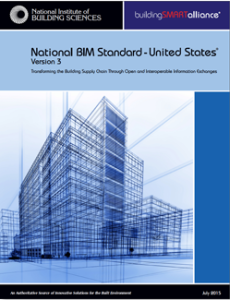 National Institute of
BUILDING SCIENCES
buildingSMARTalliance®
National BIM Standard - United States®
Version 3
Transforming the Building Supply Chain Through Open and Interoperable Information Exchanges
An Authoritative Source of Innovative Solutions for the Built Environment
July 2015